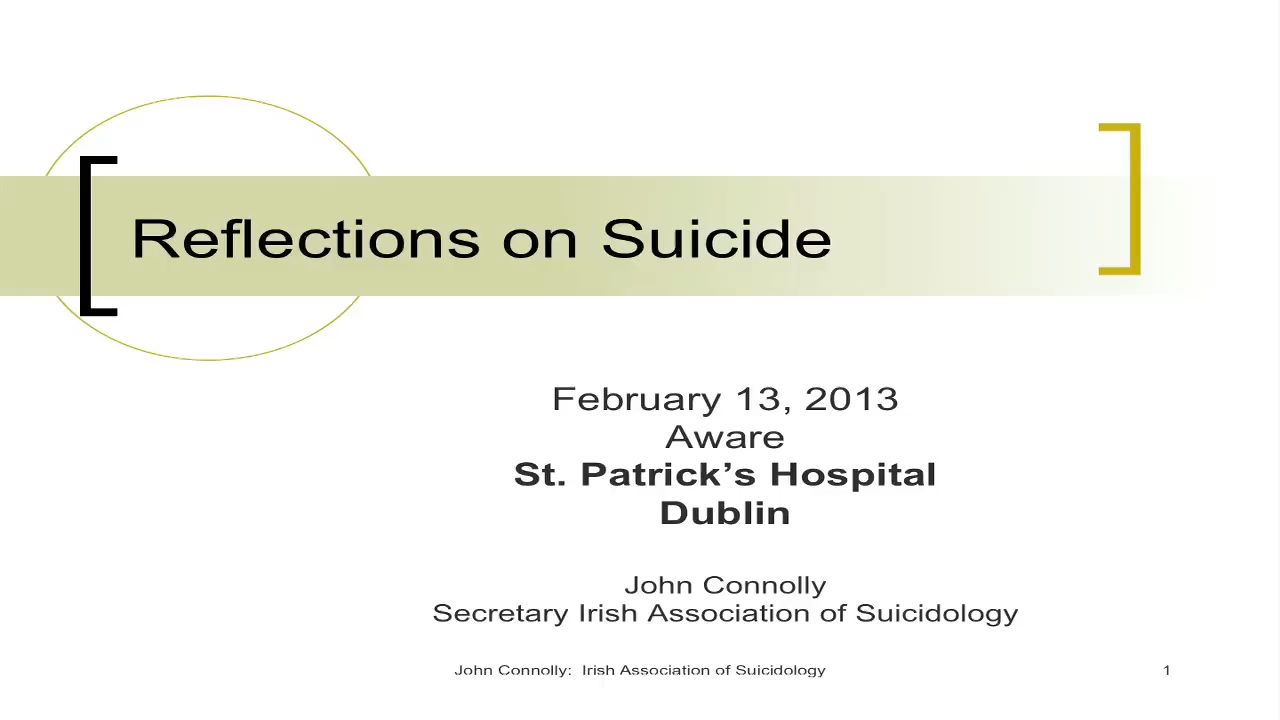 Reflections on Suicide
February 13, 2013
Aware
St. Patrick’s Hospital
Dublin
John Connolly
Secretary Irish Association of Suicidology
John Connolly: Irish Association of Suicidology
1